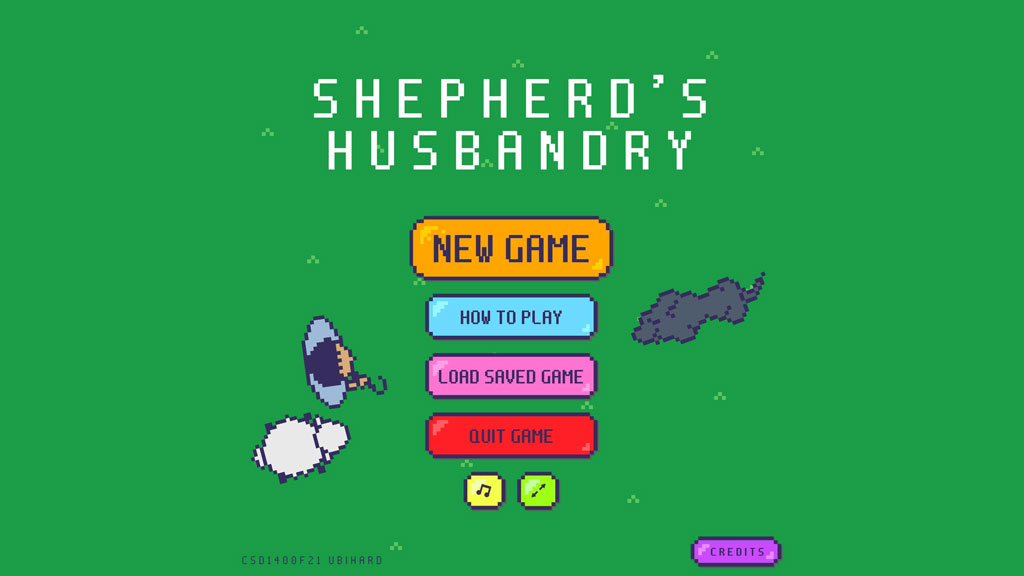 SHEPHERD'S
HUSBANDRY
NEW GAME
HOW TO PLAY
LOAD SAVED GAME
QUIT GAME
CSD1400F21 UBIHARD
CREDITS